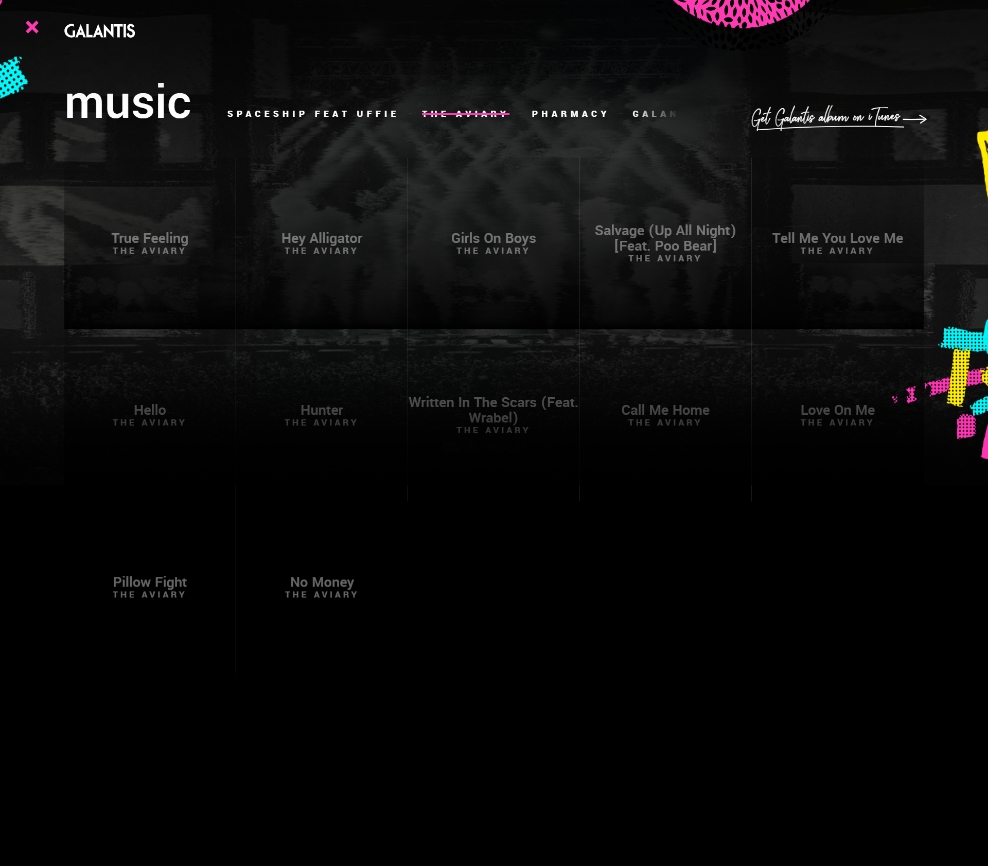 GALANTIS
music
SPACESHIP FEAT UFFIE THE AVIARY PHARMACY GALAN
Get Galantis album on iTunes
True Feeling
THE AVIARY
Hey Alligator
THE AVIARY
Girls On Boys
THE AVIARY
Salvage (Up All Night)
[Feat. Poo Bear]
THE AVIARY
Tell Me You Love Me
THE AVIARY
Hello
THE AVIARY
Hunter
THE AVIARY
Written In The Scars (Feat.
Wrabel)
THE AVIARY
Call Me Home
THE AVIARY
Love On Me
THE AVIARY
Pillow Fight
THE AVIARY
No Money
THE AVIARY